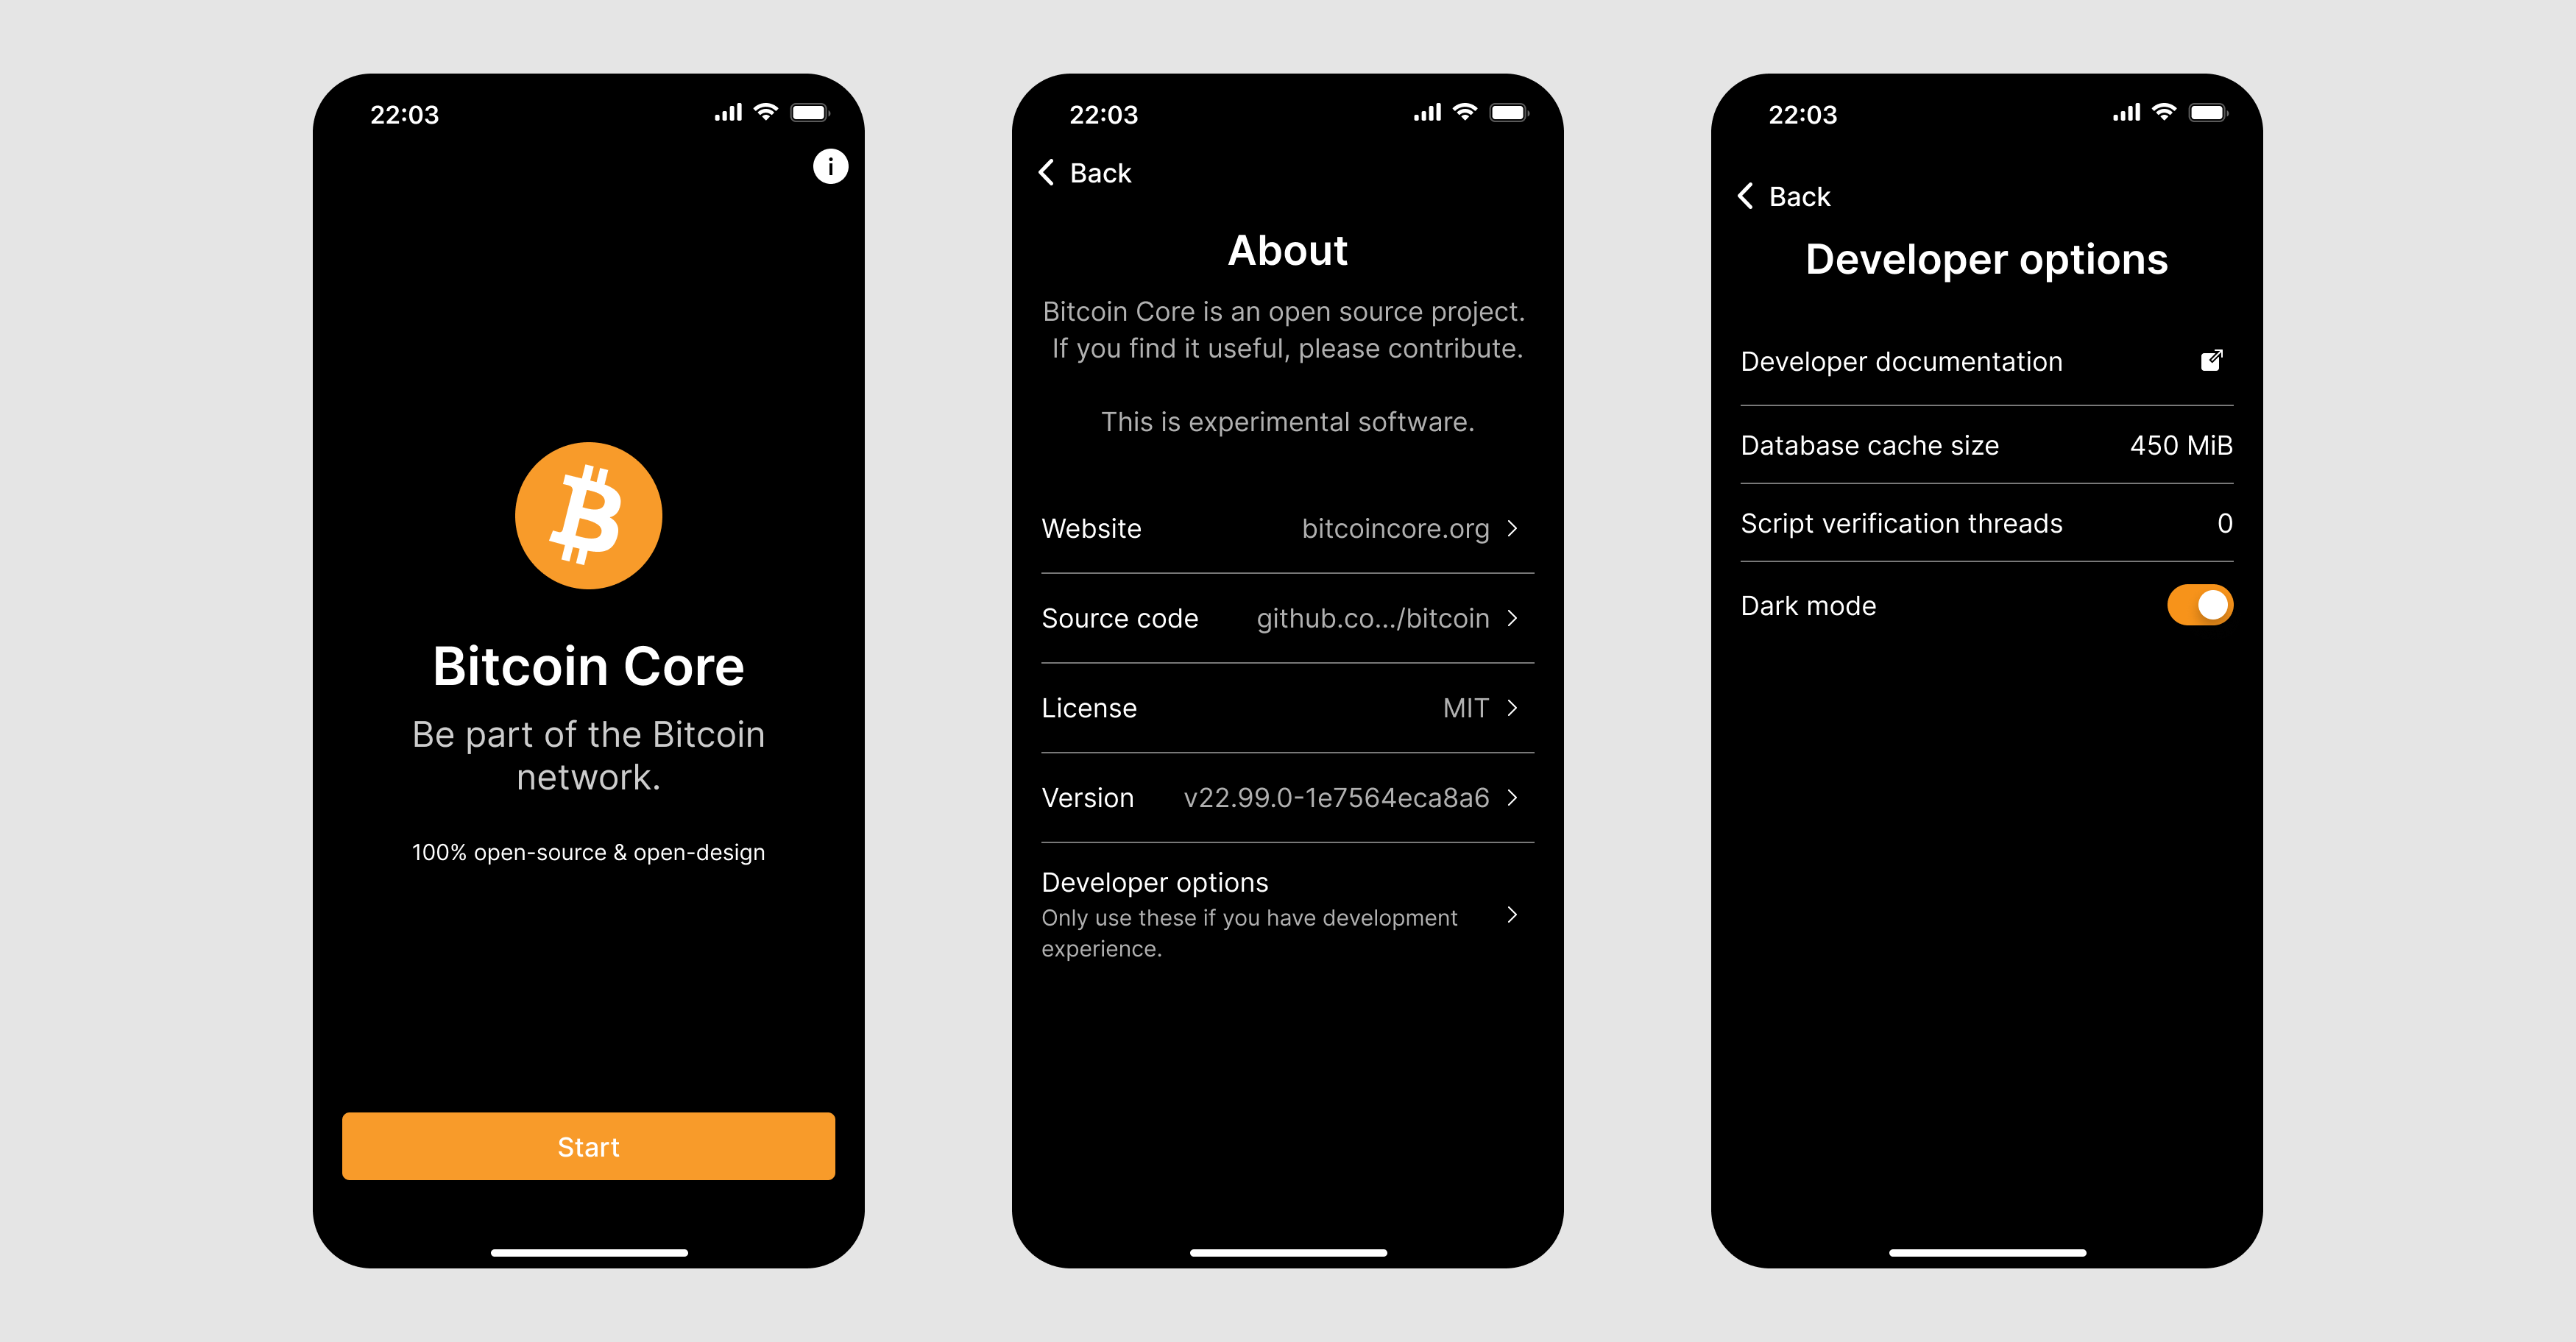 22:03
i
Bitcoin Core
Be part of the Bitcoin
network.
100% open-source & open-design
Start
22:03
Back
About
Bitcoin Core is an open source project.
If you find it useful, please contribute.
This is experimental software.
Website bitcoincore.org
Source code github.co.../bitcoin
License MIT
Version v22.99.0-1e7564eca8a6
Developer options
Only use these if you have development
experience.
22:03
Back
Developer options
Developer documentation
Database cache size 450 MiB
Script verification threads 0
Dark mode